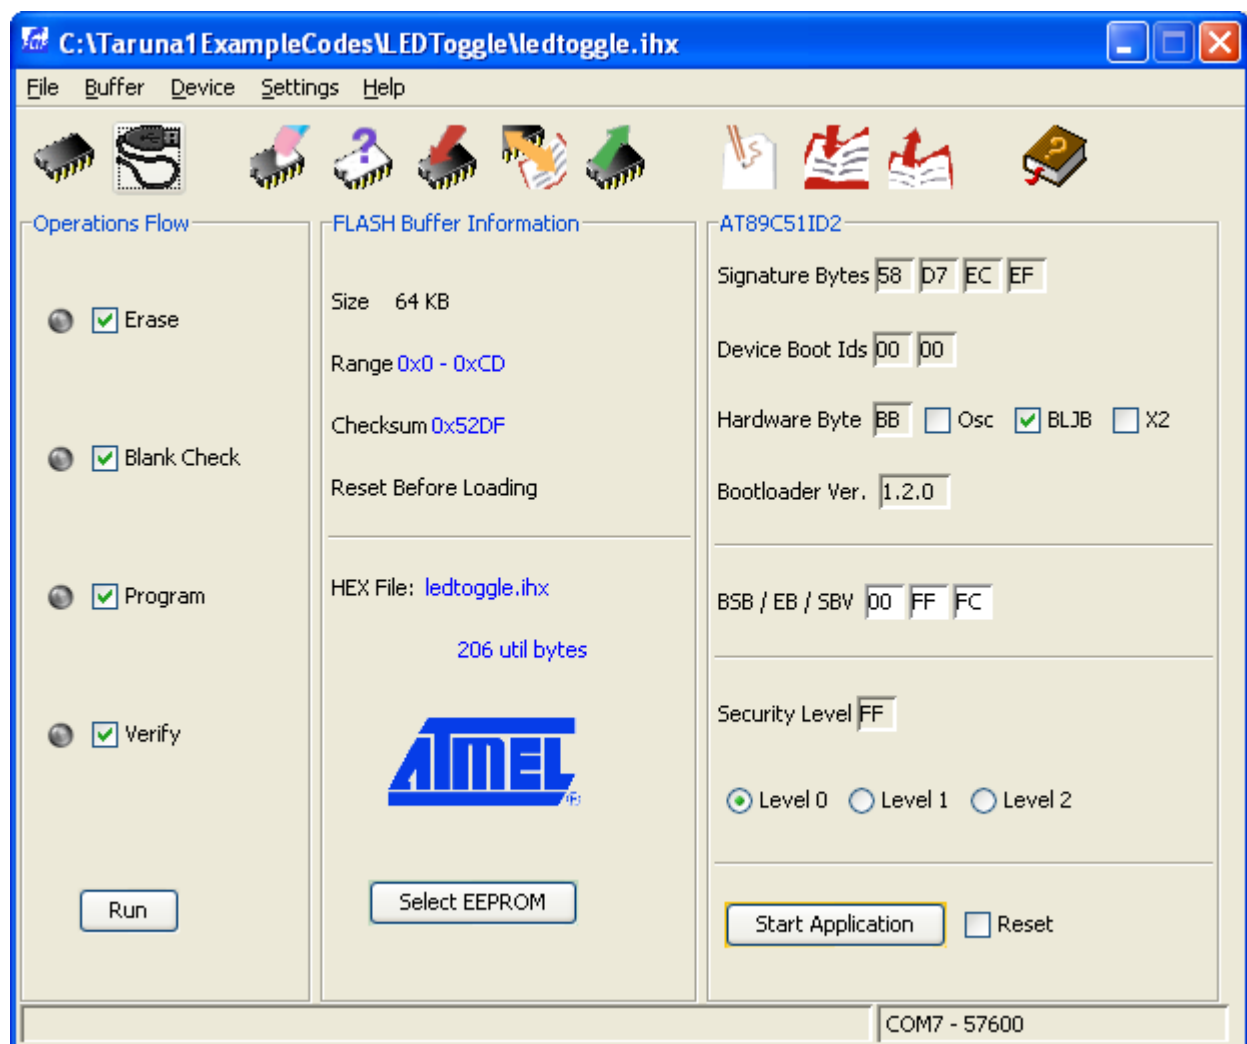 C:\Taruna1ExampleCodes\LEDToggle\ledtoggle.ihx
File Buffer Device Settings Help
Operations Flow
Erase
Blank Check
Program
Verify
Run
FLASH Buffer Information
Size 64 KB
Range 0x0 - 0xCD
Checksum 0x52DF
Reset Before Loading
HEX File: ledtoggle.ihx
206 util bytes
ATMEL
Select EEPROM
AT89C51ID2
Signature Bytes 58 D7 EC EF
Device Boot Ids 00 00
Hardware Byte BB Osc BLJB X2
Bootloader Ver. 1.2.0
BSB / EB / SBV 00 FF FC
Security Level FF
Level 0 Level 1 Level 2
Start Application Reset
COM7 - 57600